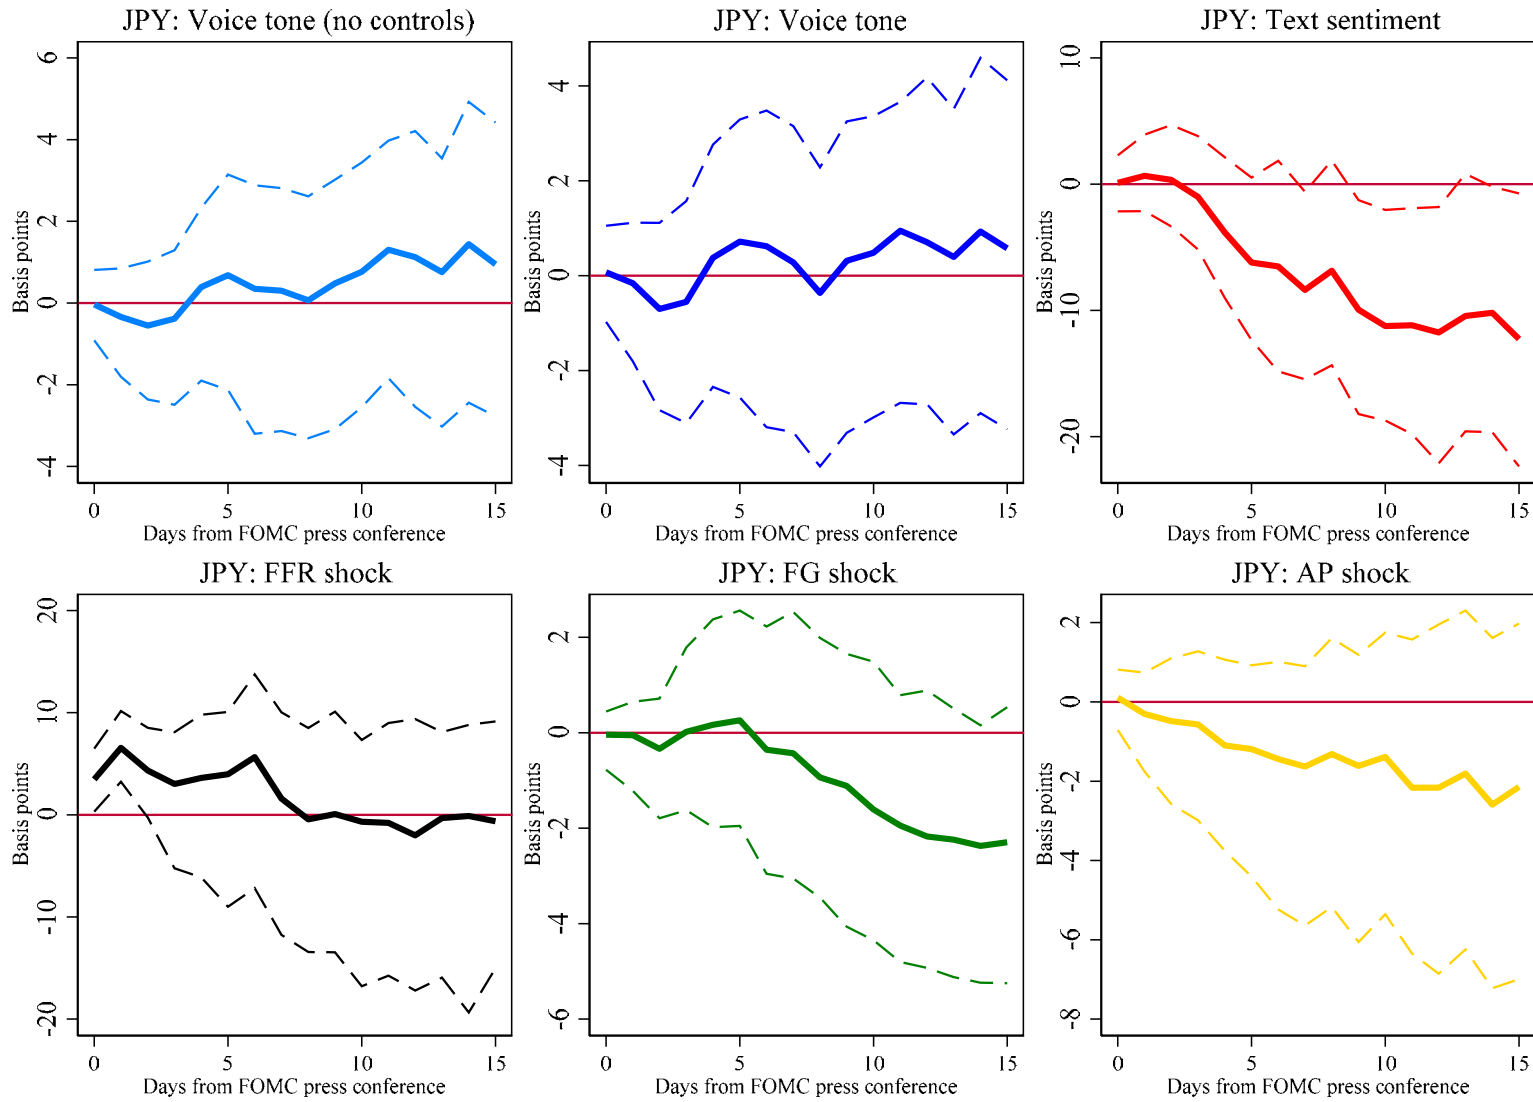 JPY: Voice tone (no controls)
Basis points
6
4
2
0
-2
-4
0 5 10 15
Days from FOMC press conference
JPY: Voice tone
Basis points
4
2
0
-2
-4
0 5 10 15
Days from FOMC press conference
JPY: Text sentiment
Basis points
10
0
-10
-20
0 5 10 15
Days from FOMC press conference
JPY: FFR shock
Basis points
20
10
0
-10
-20
0 5 10 15
Days from FOMC press conference
JPY: FG shock
Basis points
2
0
-2
-4
-6
0 5 10 15
Days from FOMC press conference
JPY: AP shock
Basis points
2
0
-2
-4
-6
-8
0 5 10 15
Days from FOMC press conference